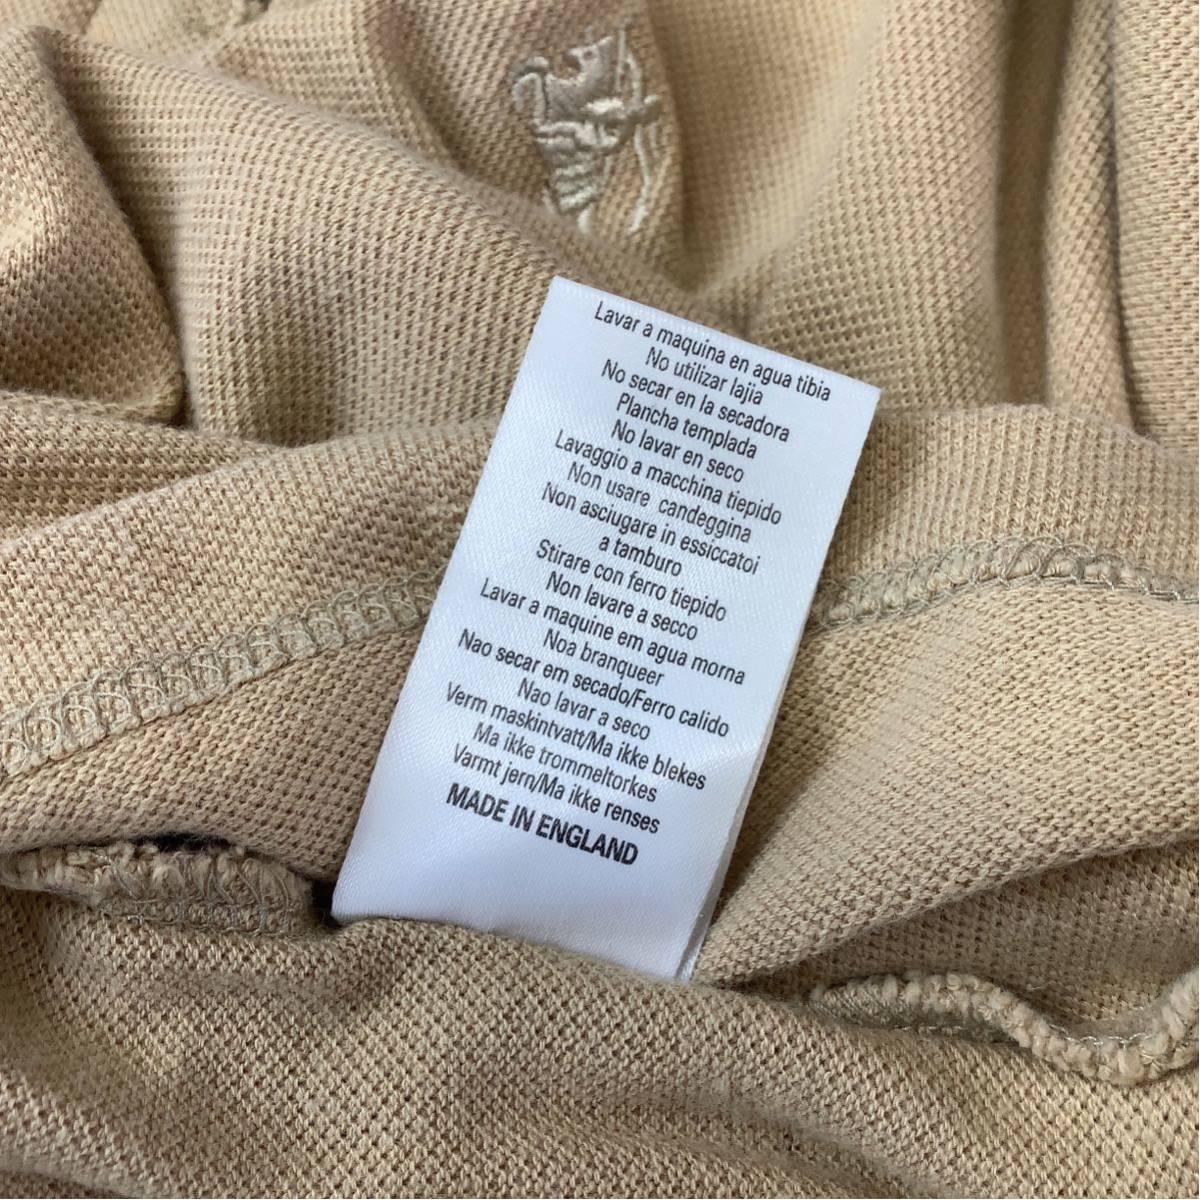 Lavar a maquina en agua tibia
No utilizar lajia
No secar en la secadora
Plancha templada
No lavar en seco
Lavaggio a macchina tiepido
Non usare candeggina
Non asciugare in essiccatoi
a tamburo
Stirare con ferro tiepido
Non lavare a secco
Lavar a maquine em agua morna
Noa branqueer
Nao secar em secado/Ferro calido
Nao lavar a seco
Verm maskintvatt/Ma ikke blekes
Ma ikke trommeltorkes
Varmt jern/Ma ikke renses
MADE IN ENGLAND